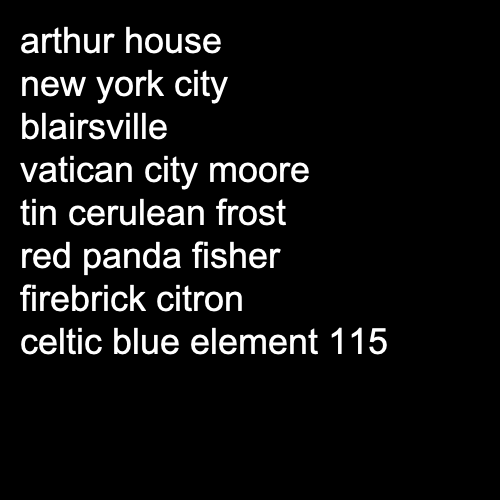 arthur house
new york city
blairsville
vatican city moore
tin cerulean frost
red panda fisher
firebrick citron
celtic blue element 115